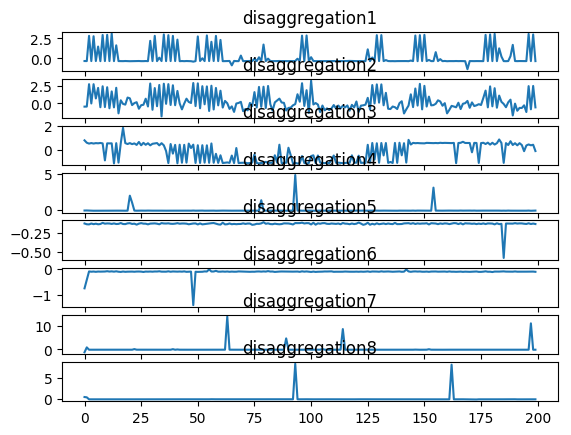 disaggregation1
2.5
0.0
disaggregation2
2.5
0.0
disaggregation3
2
0
disaggregation4
5
0
disaggregation5
−0.25
−0.50
disaggregation6
0
−1
disaggregation7
10
0
disaggregation8
5
0
0 25 50 75 100 125 150 175 200